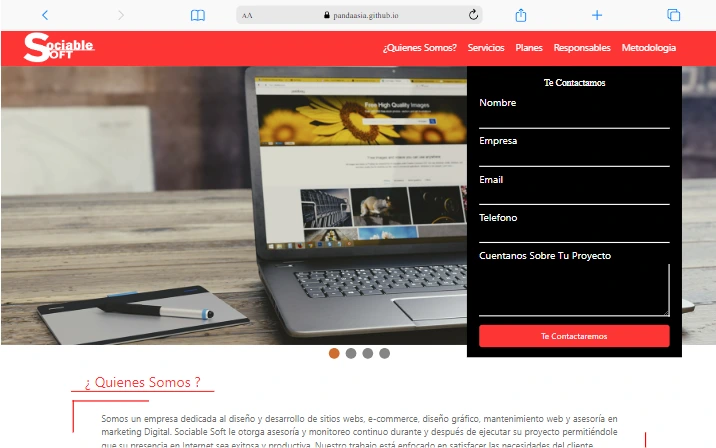 AA pandaasia.github.io
Sociable
SOFT
¿Quienes Somos? Servicios Planes Responsables Metodologia
Te Contactamos
Nombre
Empresa
Email
Telefono
Cuentanos Sobre Tu Proyecto
Te Contactaremos
Free High Quality Images
¿ Quienes Somos ?
Somos un empresa dedicada al diseño y desarrollo de sitios webs, e-commerce, diseño gráfico, mantenimiento web y asesoría en
marketing Digital. Sociable Soft le otorga asesoría y monitoreo continuo durante y después de ejecutar su proyecto permitiéndole
que su presencia en Internet sea exitosa y productiva. Nuestro trabajo está enfocado en satisfacer las necesidades del cliente